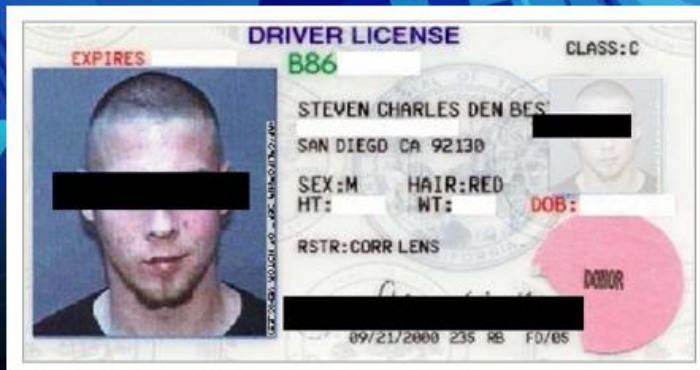 DRIVER LICENSE
EXPIRES
B86
CLASS:C
STEVEN CHARLES DEN BES
SAN DIEGO CA 92130
SEX:M HAIR:RED
HT: WT: DOB:
RSTR:CORR LENS
DONOR
09/21/2000 235 RB FD/05